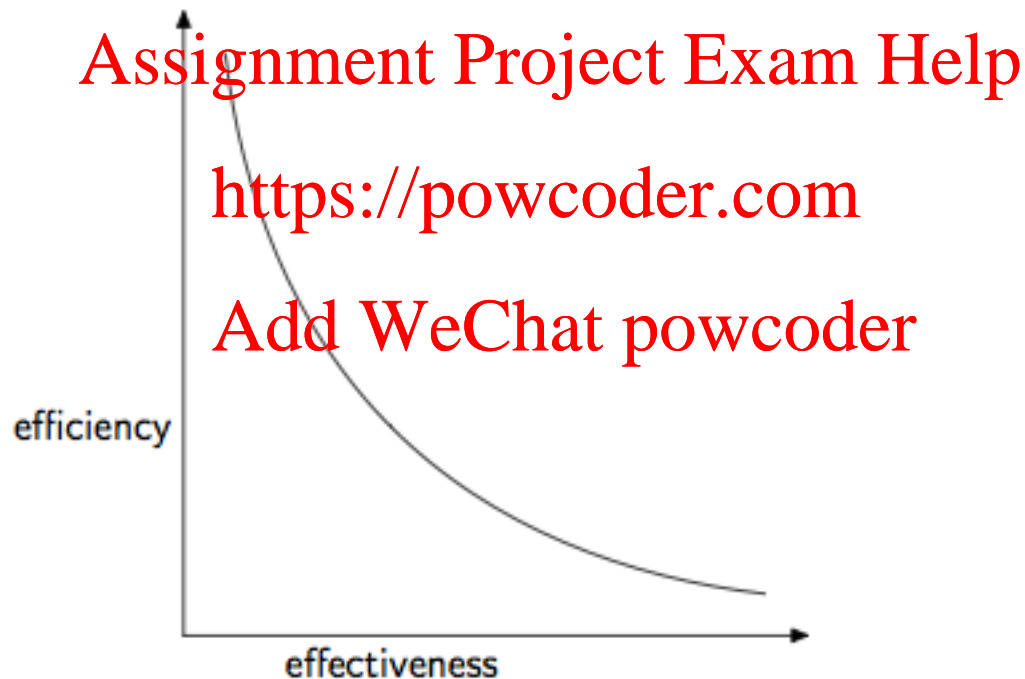 Assignment Project Exam Help
https://powcoder.com
Add WeChat powcoder
efficiency
effectiveness